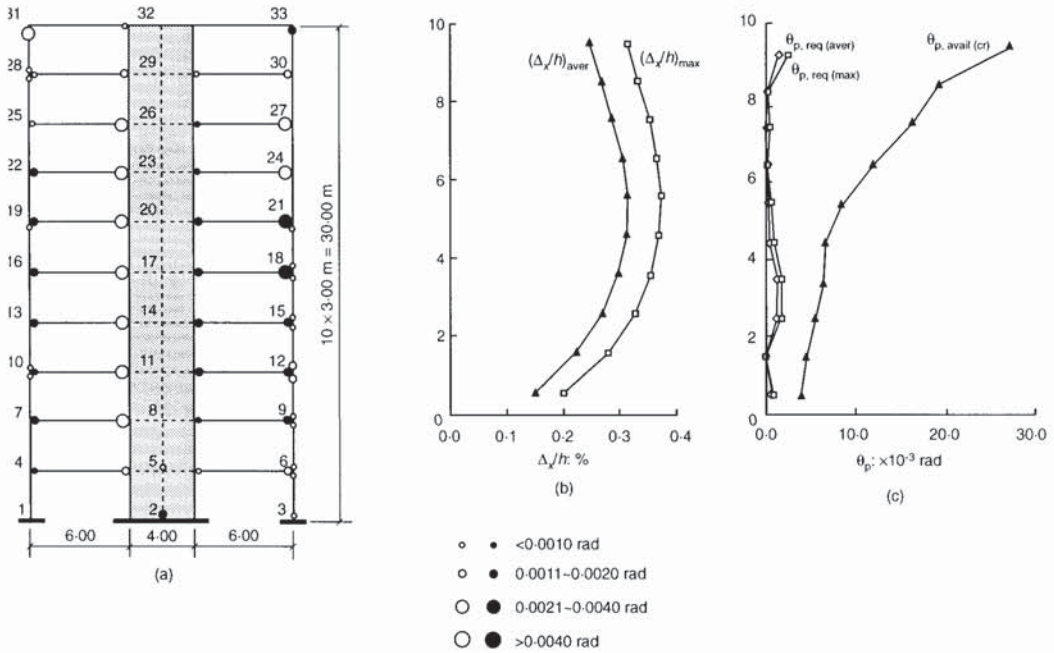 31 32 33
28 29 30
25 26 27
22 23 24
19 20 21
16 17 18
13 14 15
10 11 12
7 8 9
4 5 6
1 2 3
10 × 3·00 m = 30·00 m
6·00 4·00 6·00
(a)
10
8
6
4
2
0
(Δx/h)aver
(Δx/h)max
0·0 0·1 0·2 0·3 0·4
Δx/h: %
(b)
10
8
6
4
2
0
θp, req (aver)
θp, req (max)
θp, avail (cr)
0·0 10·0 20·0 30·0
θp: ×10⁻³ rad
(c)
<0·0010 rad
0·0011~0·0020 rad
0·0021~0·0040 rad
>0·0040 rad